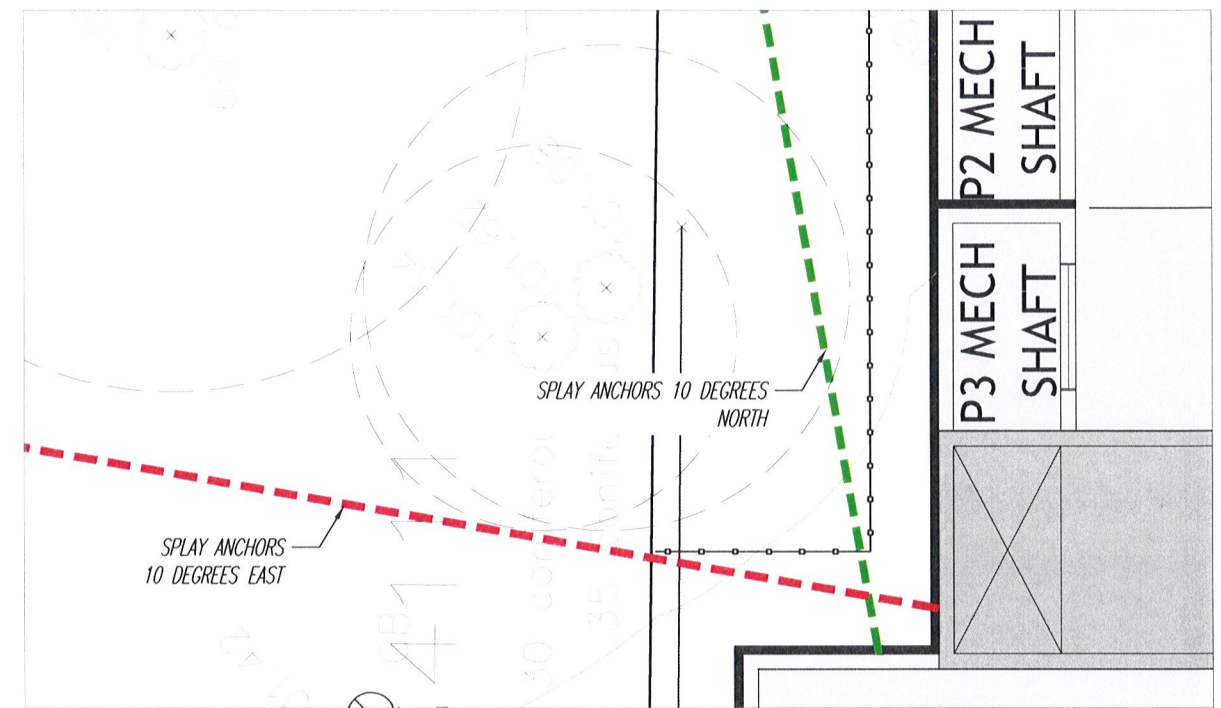 P2 MECH
SHAFT
P3 MECH
SHAFT
SPLAY ANCHORS 10 DEGREES
NORTH
SPLAY ANCHORS
10 DEGREES EAST